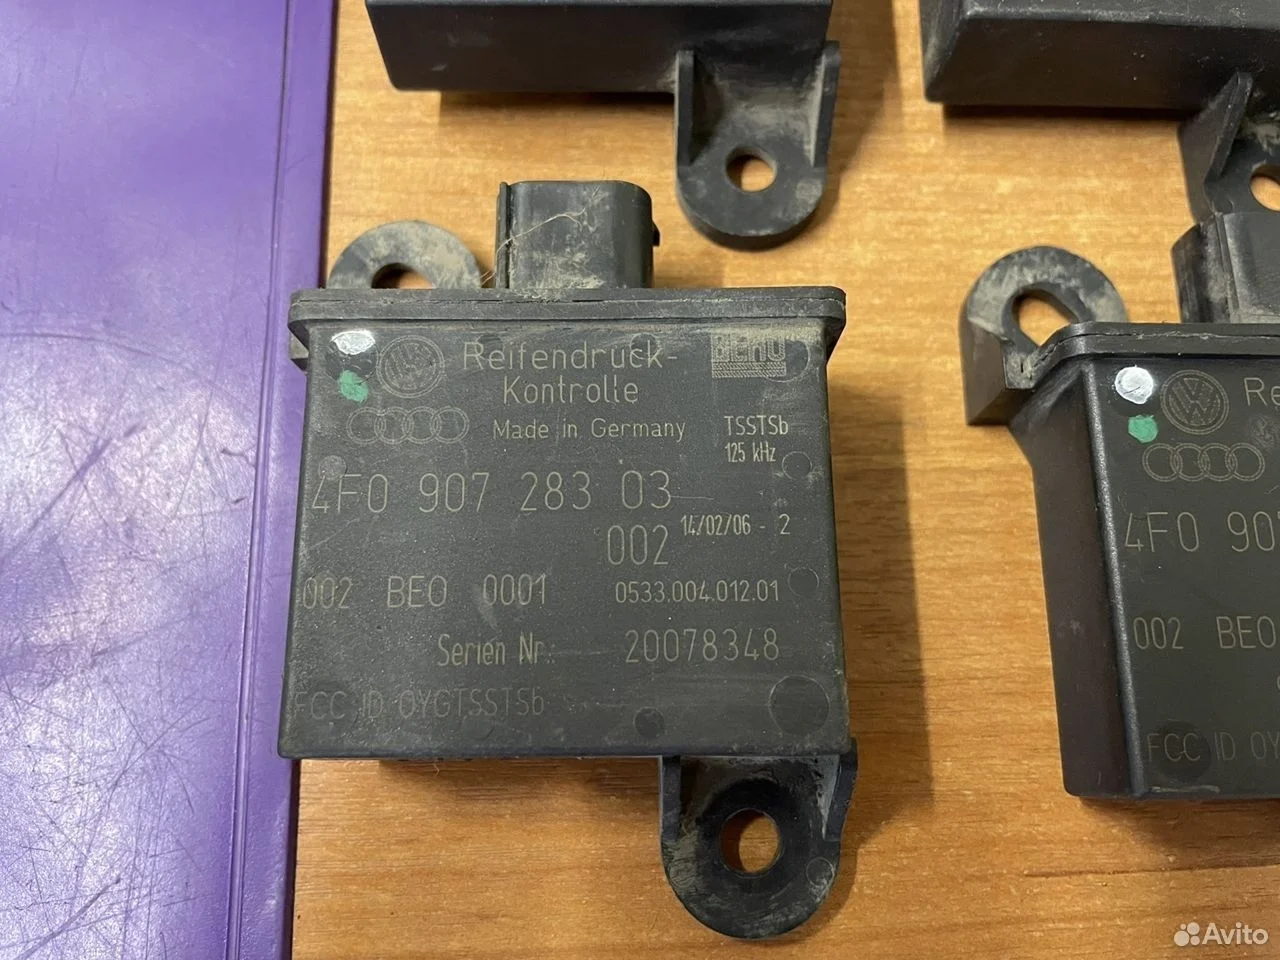 Reifendruck-
Kontrolle
BERU
Made in Germany
TSSTSb
125 kHz
4F0 907 283 03
002
14/02/06 - 2
002 BEO 0001
0533.004.012.01
Serien Nr.: 20078348
FCC ID OYGTSSTSb
Re
4F0 90
002 BEO
FCC ID OY
Avito